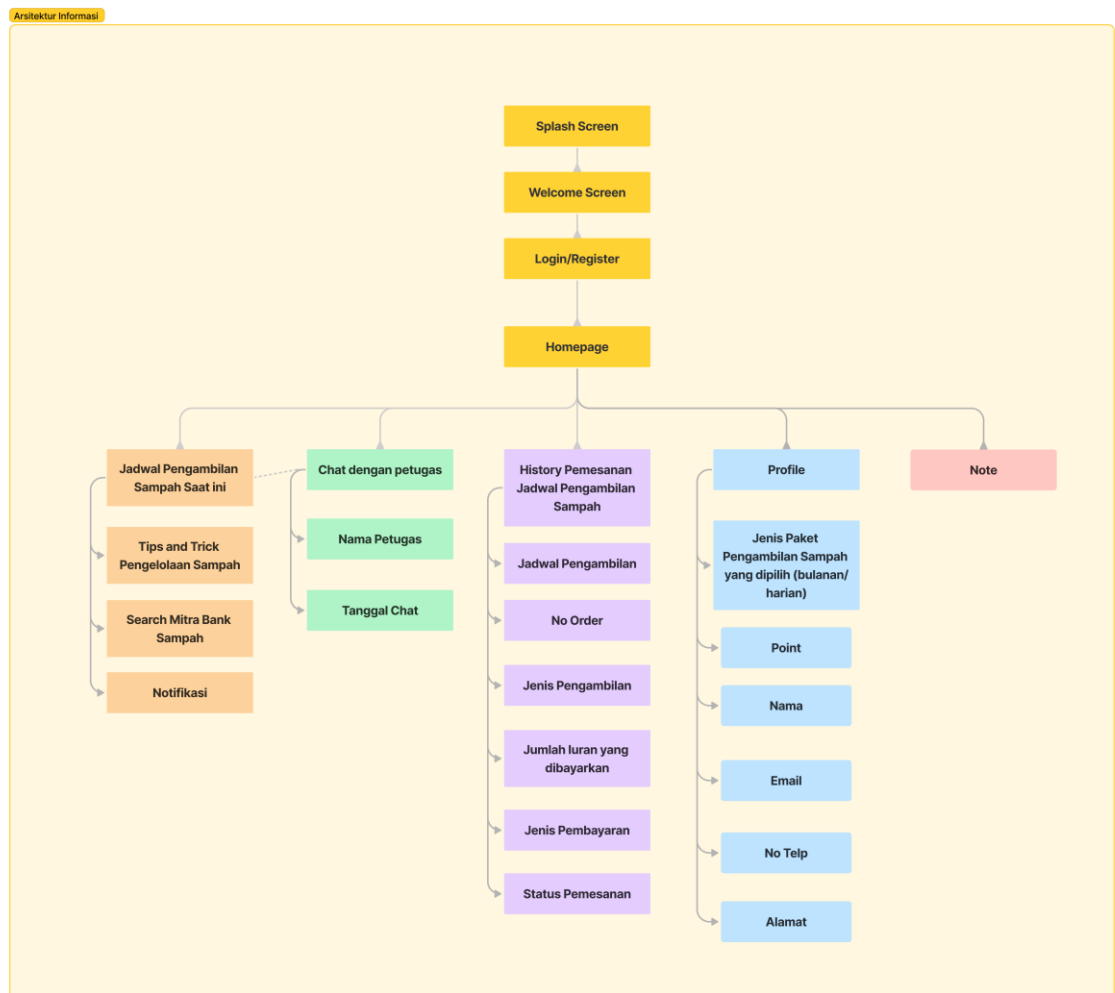 Arsitektur Informasi
Splash Screen
Welcome Screen
Login/Register
Homepage
Jadwal Pengambilan
Sampah Saat ini
Tips and Trick
Pengelolaan Sampah
Search Mitra Bank
Sampah
Notifikasi
Chat dengan petugas
Nama Petugas
Tanggal Chat
History Pemesanan
Jadwal Pengambilan
Sampah
Jadwal Pengambilan
No Order
Jenis Pengambilan
Jumlah Iuran yang
dibayarkan
Jenis Pembayaran
Status Pemesanan
Profile
Jenis Paket
Pengambilan Sampah
yang dipilih (bulanan/
harian)
Point
Nama
Email
No Telp
Alamat
Note